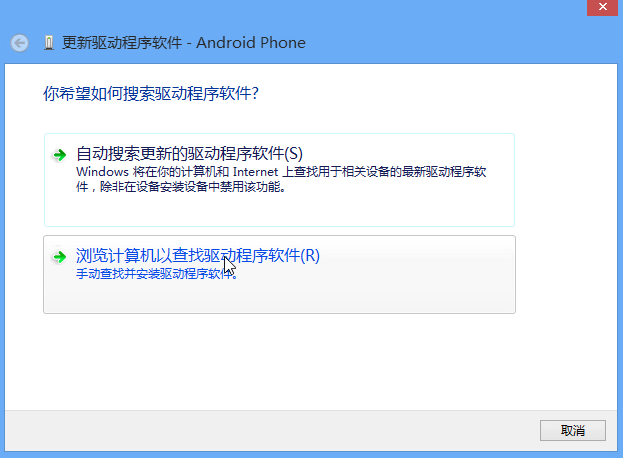 更新驱动程序软件 - Android Phone
你希望如何搜索驱动程序软件?
自动搜索更新的驱动程序软件(S)
Windows 将在你的计算机和 Internet 上查找用于相关设备的最新驱动程序软
件，除非在设备安装设备中禁用该功能。
浏览计算机以查找驱动程序软件(R)
手动查找并安装驱动程序软件。
取消